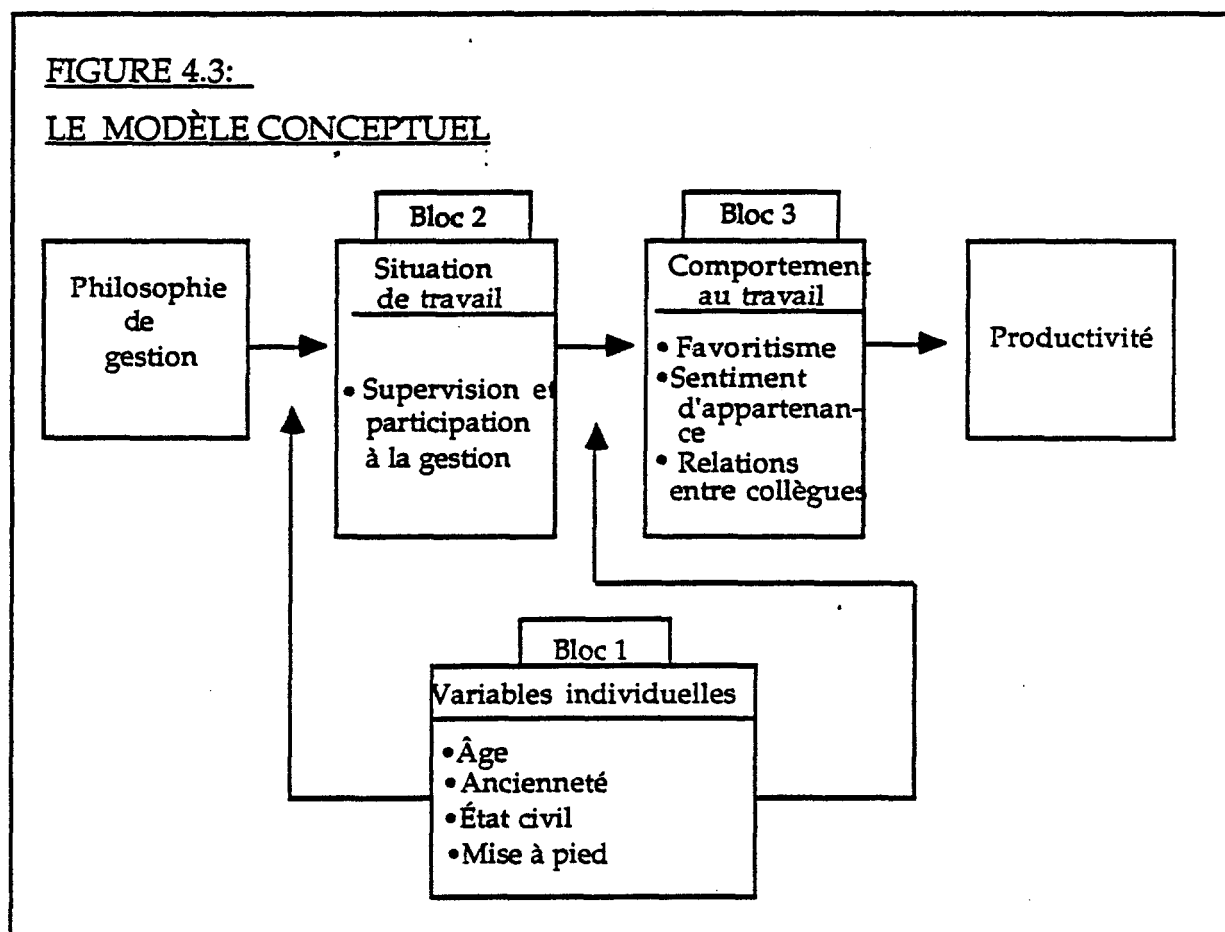 FIGURE 4.3:
LE MODÈLE CONCEPTUEL
Philosophie
de
gestion
Bloc 2
Situation
de travail
• Supervision et
participation
à la gestion
Bloc 3
Comportement
au travail
• Favoritisme
• Sentiment
d'appartenan-
ce
• Relations
entre collègues
Productivité
Bloc 1
Variables individuelles
• Âge
• Ancienneté
• État civil
• Mise à pied